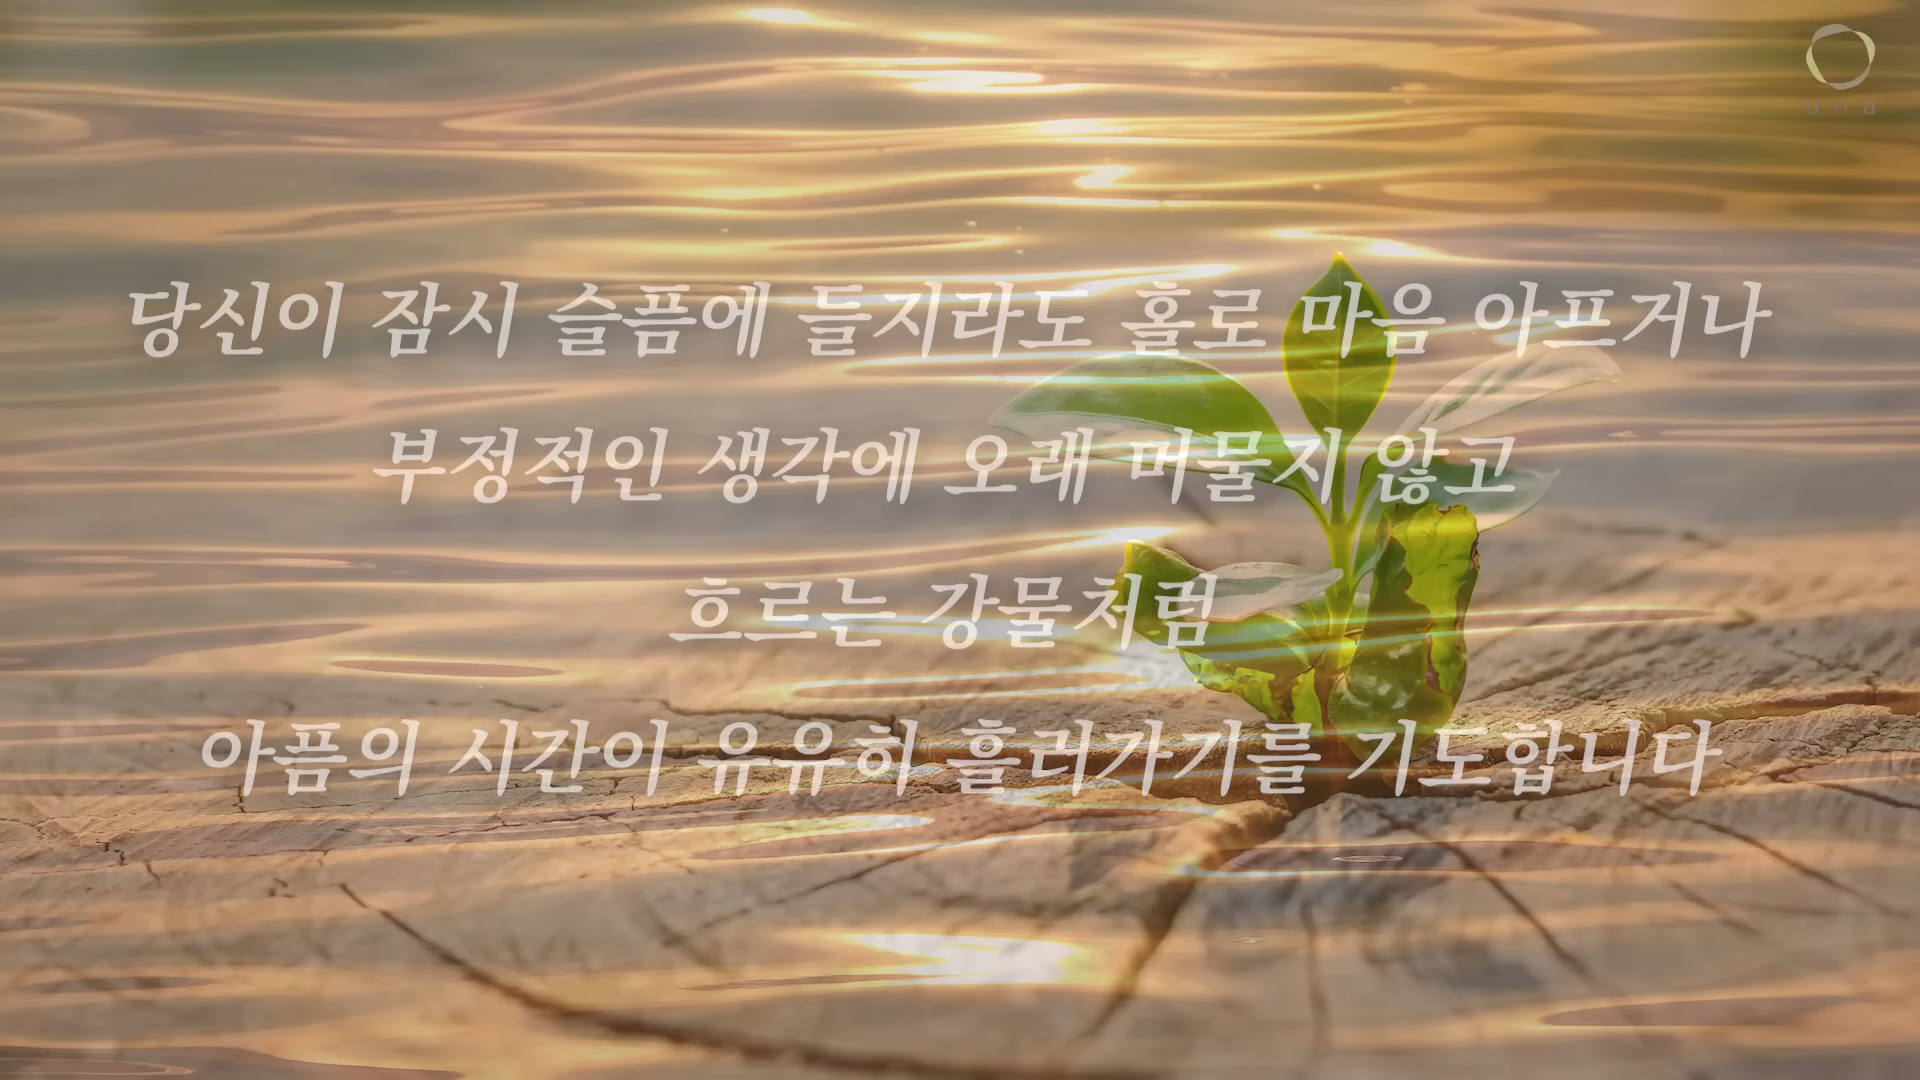 una
당신이 잠시 슬픔에 들지라도 홀로 마음 아프거나
부정적인 생각에 오래 머물지 않고
흐르는 강물처럼
아픔의 시간이 유유히 흘러가기를 기도합니다